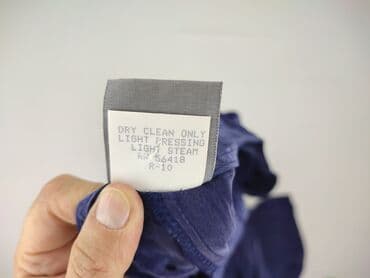 DRY CLEAN ONLY
LIGHT PRESSING
LIGHT STEAM
RN 56418
R-10